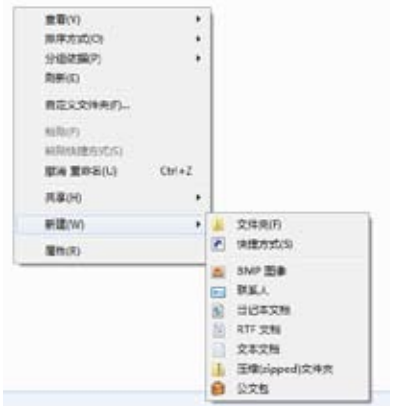 查看(V)
排序方式(O)
分组依据(P)
刷新(E)
自定义文件夹(F)...
粘贴(P)
粘贴快捷方式(S)
撤消 重命名(U) Ctrl+Z
共享(H)
新建(W)
属性(R)
文件夹(F)
快捷方式(S)
BMP 图像
联系人
日记本文档
RTF 文档
文本文档
压缩(zipped)文件夹
公文包